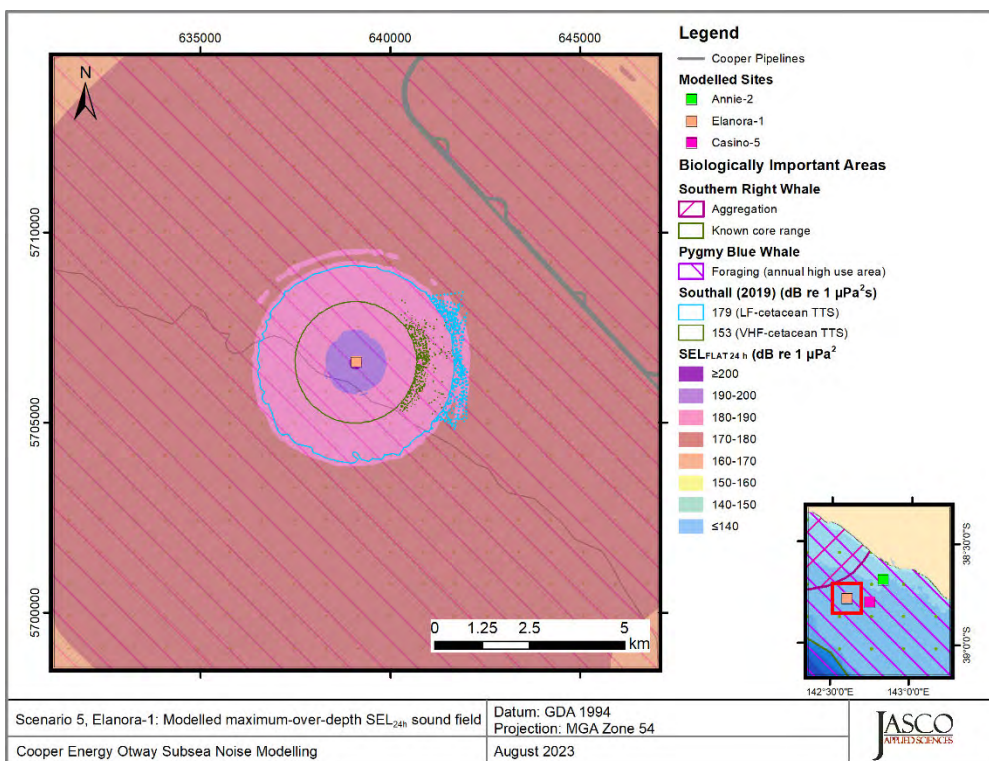 635000 640000 645000
N
5710000
5705000
5700000
0 1.25 2.5 5
km
Legend
Cooper Pipelines
Modelled Sites
Annie-2
Elanora-1
Casino-5
Biologically Important Areas
Southern Right Whale
Aggregation
Known core range
Pygmy Blue Whale
Foraging (annual high use area)
Southall (2019) (dB re 1 µPa²s)
179 (LF-cetacean TTS)
153 (VHF-cetacean TTS)
SEL_FLAT 24 h (dB re 1 µPa²
≥200
190-200
180-190
170-180
160-170
150-160
140-150
≤140
38°30'0"S
39°0'0"S
142°30'0"E 143°0'0"E
Scenario 5, Elanora-1: Modelled maximum-over-depth SEL24h sound field
Datum: GDA 1994
Projection: MGA Zone 54
Cooper Energy Otway Subsea Noise Modelling
August 2023
JASCO
APPLIED SCIENCES